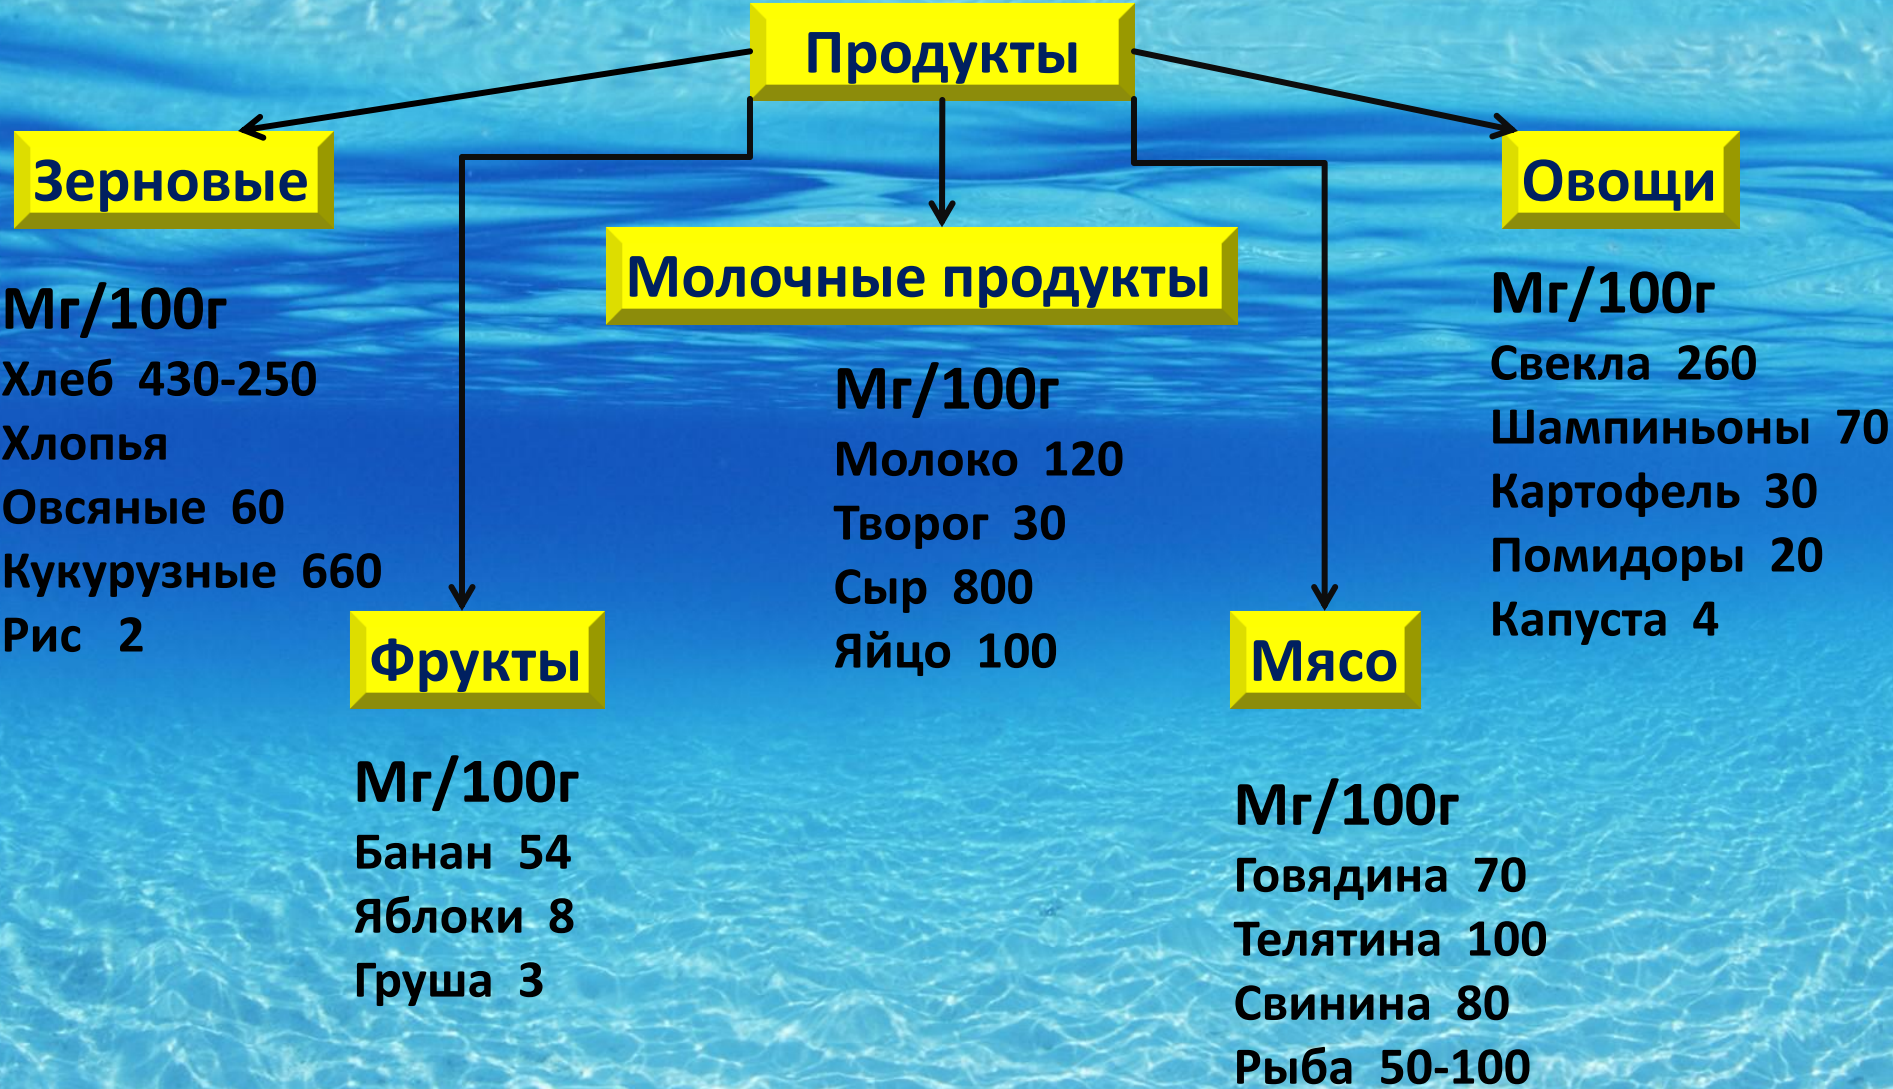 Продукты
Зерновые
Мг/100г
Хлеб 430-250
Хлопья
Овсяные 60
Кукурузные 660
Рис 2
Фрукты
Мг/100г
Банан 54
Яблоки 8
Груша 3
Молочные продукты
Мг/100г
Молоко 120
Творог 30
Сыр 800
Яйцо 100
Мясо
Мг/100г
Говядина 70
Телятина 100
Свинина 80
Рыба 50-100
Овощи
Мг/100г
Свекла 260
Шампиньоны 70
Картофель 30
Помидоры 20
Капуста 4